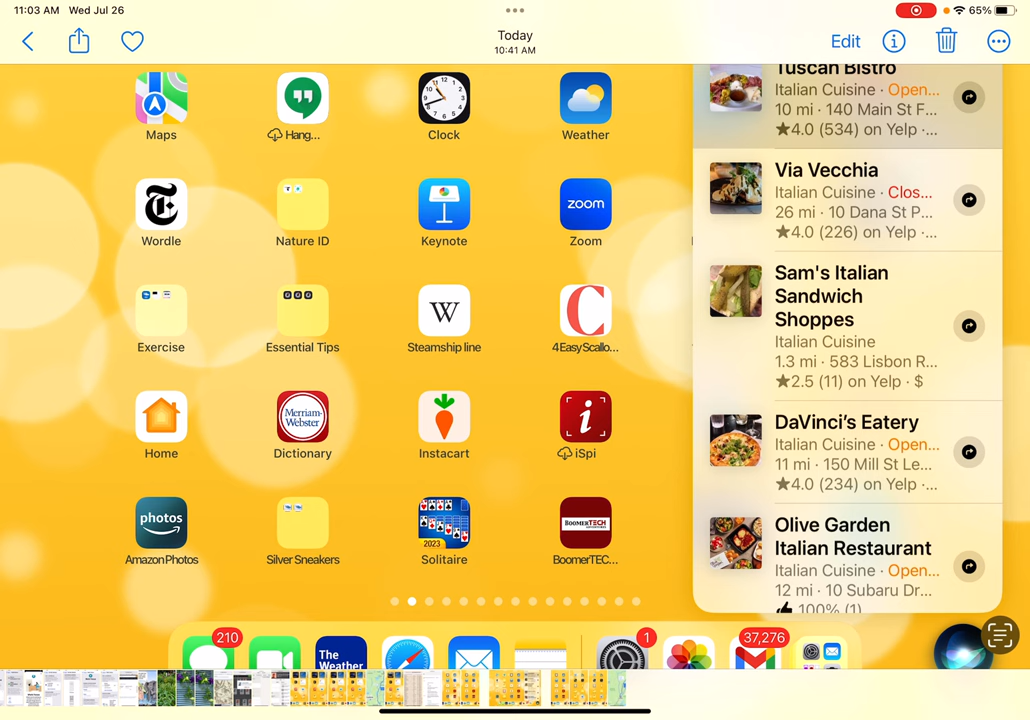 11:03 AM Wed Jul 26
65%
Today
10:41 AM
Edit
Maps
Hang...
Clock
Weather
Wordle
Nature ID
Keynote
zoom
Zoom
Exercise
Essential Tips
W
Steamship line
C
4EasyScallo...
Home
Merriam-
Webster
Dictionary
Instacart
i
iSpi
photos
Amazon Photos
Silver Sneakers
2023
Solitaire
BOOMERTECH
BoomerTEC...
Tuscan Bistro
Italian Cuisine · Open...
10 mi · 140 Main St F...
★4.0 (534) on Yelp ·...
Via Vecchia
Italian Cuisine · Clos...
26 mi · 10 Dana St P...
★4.0 (226) on Yelp ·...
Sam's Italian
Sandwich
Shoppes
Italian Cuisine
1.3 mi · 583 Lisbon R...
★2.5 (11) on Yelp · $
DaVinci's Eatery
Italian Cuisine · Open...
11 mi · 150 Mill St Le...
★4.0 (234) on Yelp ·...
Olive Garden
Italian Restaurant
Italian Cuisine · Open...
12 mi · 10 Subaru Dr...
100% (1)
210
The
Weather
1
37,276